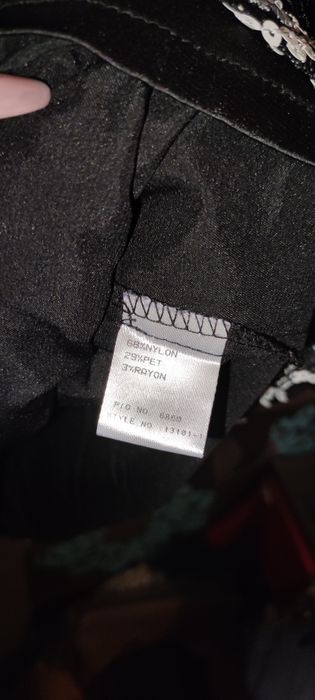 68%NYLON
29%PET
3%RAYON
P.I.O NO. 6860
STYLE NO. 13101-1